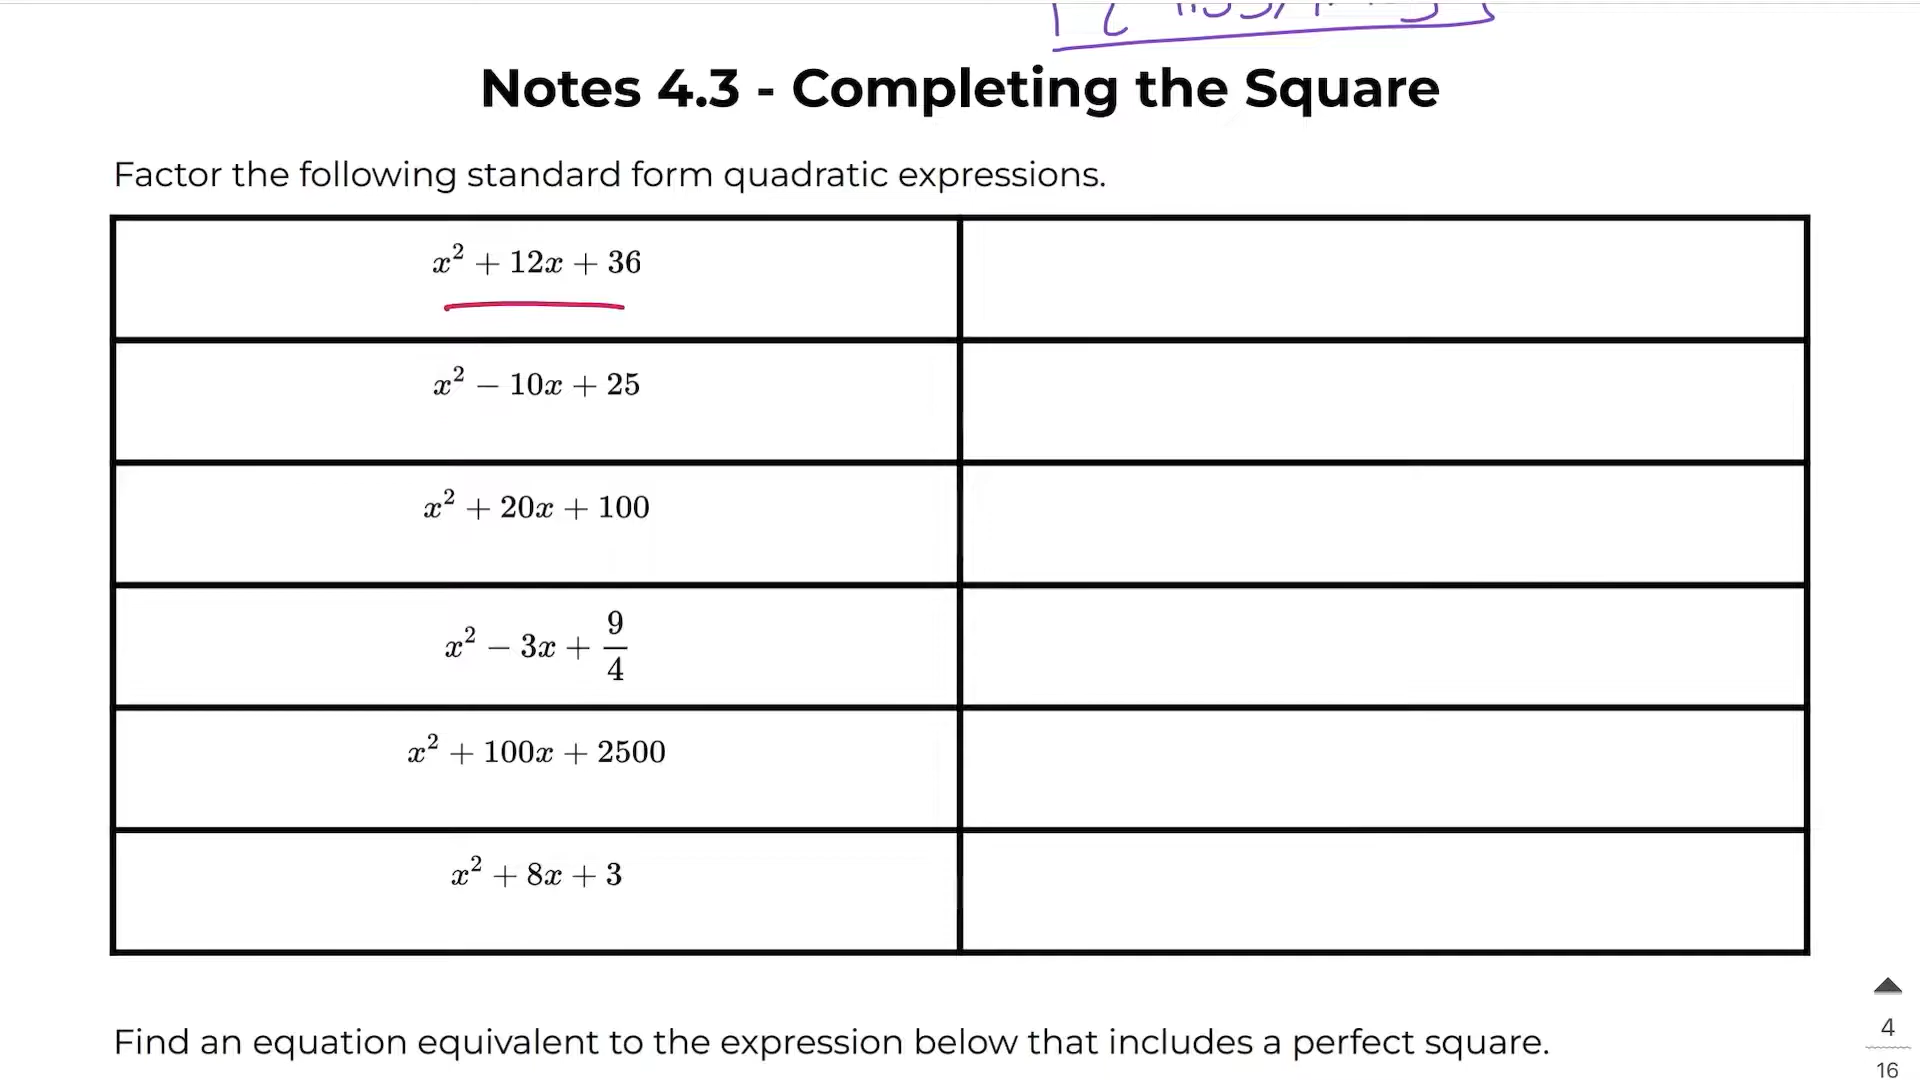 Notes 4.3 - Completing the Square
Factor the following standard form quadratic expressions.
x² + 12x + 36
x² − 10x + 25
x² + 20x + 100
x² − 3x + 9/4
x² + 100x + 2500
x² + 8x + 3
Find an equation equivalent to the expression below that includes a perfect square.
4
16